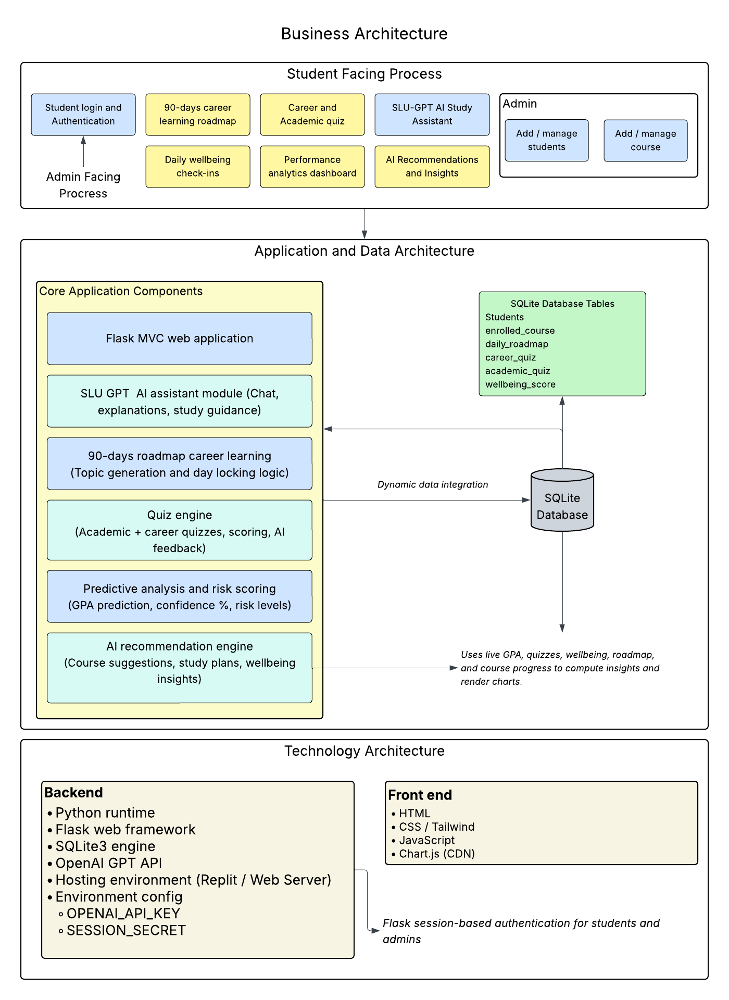 Business Architecture
Student Facing Process
Student login and
Authentication
90-days career
learning roadmap
Career and
Academic quiz
SLU-GPT AI Study
Assistant
Admin
Add / manage
students
Add / manage
course
Daily wellbeing
check-ins
Performance
analytics dashboard
AI Recommendations
and Insights
Admin Facing
Procress
Application and Data Architecture
Core Application Components
Flask MVC web application
SLU GPT  AI assistant module (Chat,
explanations, study guidance)
90-days roadmap career learning
(Topic generation and day locking logic)
Quiz engine
(Academic + career quizzes, scoring, AI
feedback)
Predictive analysis and risk scoring
(GPA prediction, confidence %, risk levels)
AI recommendation engine
(Course suggestions, study plans, wellbeing
insights)
SQLite Database Tables
Students
enrolled_course
daily_roadmap
career_quiz
academic_quiz
wellbeing_score
Dynamic data integration
SQLite
Database
Uses live GPA, quizzes, wellbeing, roadmap,
and course progress to compute insights and
render charts.
Technology Architecture
Backend
• Python runtime
• Flask web framework
• SQLite3 engine
• OpenAI GPT API
• Hosting environment (Replit / Web Server)
• Environment config
◦ OPENAI_API_KEY
◦ SESSION_SECRET
Front end
• HTML
• CSS / Tailwind
• JavaScript
• Chart.js (CDN)
Flask session-based authentication for students and
admins